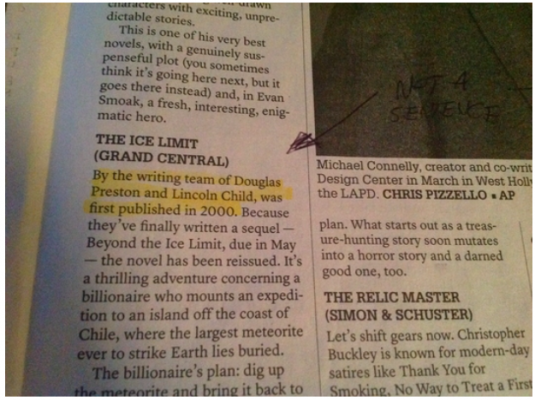 characters with exciting, unpre-
dictable stories.
This is one of his very best
novels, with a genuinely sus-
penseful plot (you sometimes
think it's going here next, but it
goes there instead) and, in Evan
Smoak, a fresh, interesting, enig-
matic hero.
THE ICE LIMIT
(GRAND CENTRAL)
By the writing team of Douglas
Preston and Lincoln Child, was
first published in 2000. Because
they've finally written a sequel —
Beyond the Ice Limit, due in May
— the novel has been reissued. It's
a thrilling adventure concerning a
billionaire who mounts an expedi-
tion to an island off the coast of
Chile, where the largest meteorite
ever to strike Earth lies buried.
The billionaire's plan: dig up
the meteorite and bring it back to
NOT A
SENTENCE
Michael Connelly, creator and co-writ
Design Center in March in West Holly
the LAPD. CHRIS PIZZELLO • AP
plan. What starts out as a treas-
ure-hunting story soon mutates
into a horror story and a darned
good one, too.
THE RELIC MASTER
(SIMON & SCHUSTER)
Let's shift gears now. Christopher
Buckley is known for modern-day
satires like Thank You for
Smoking, No Way to Treat a First